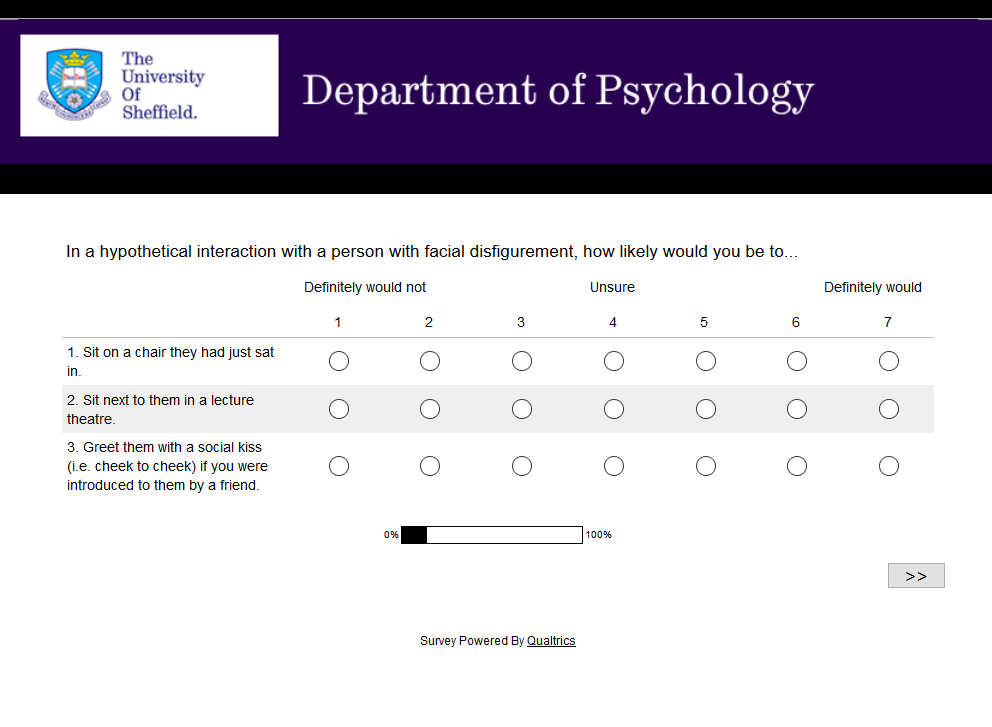 The
University
Of
Sheffield.
Department of Psychology
In a hypothetical interaction with a person with facial disfigurement, how likely would you be to...
Definitely would not Unsure Definitely would
1 2 3 4 5 6 7
1. Sit on a chair they had just sat
in.
2. Sit next to them in a lecture
theatre.
3. Greet them with a social kiss
(i.e. cheek to cheek) if you were
introduced to them by a friend.
0% 100%
>>
Survey Powered By Qualtrics